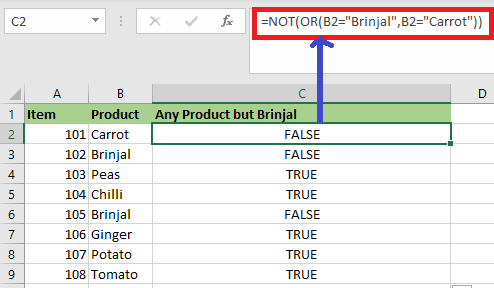 C2 fx =NOT(OR(B2="Brinjal",B2="Carrot"))
A B C D
1 Item Product Any Product but Brinjal
2 101 Carrot FALSE
3 102 Brinjal FALSE
4 103 Peas TRUE
5 104 Chilli TRUE
6 105 Brinjal FALSE
7 106 Ginger TRUE
8 107 Potato TRUE
9 108 Tomato TRUE